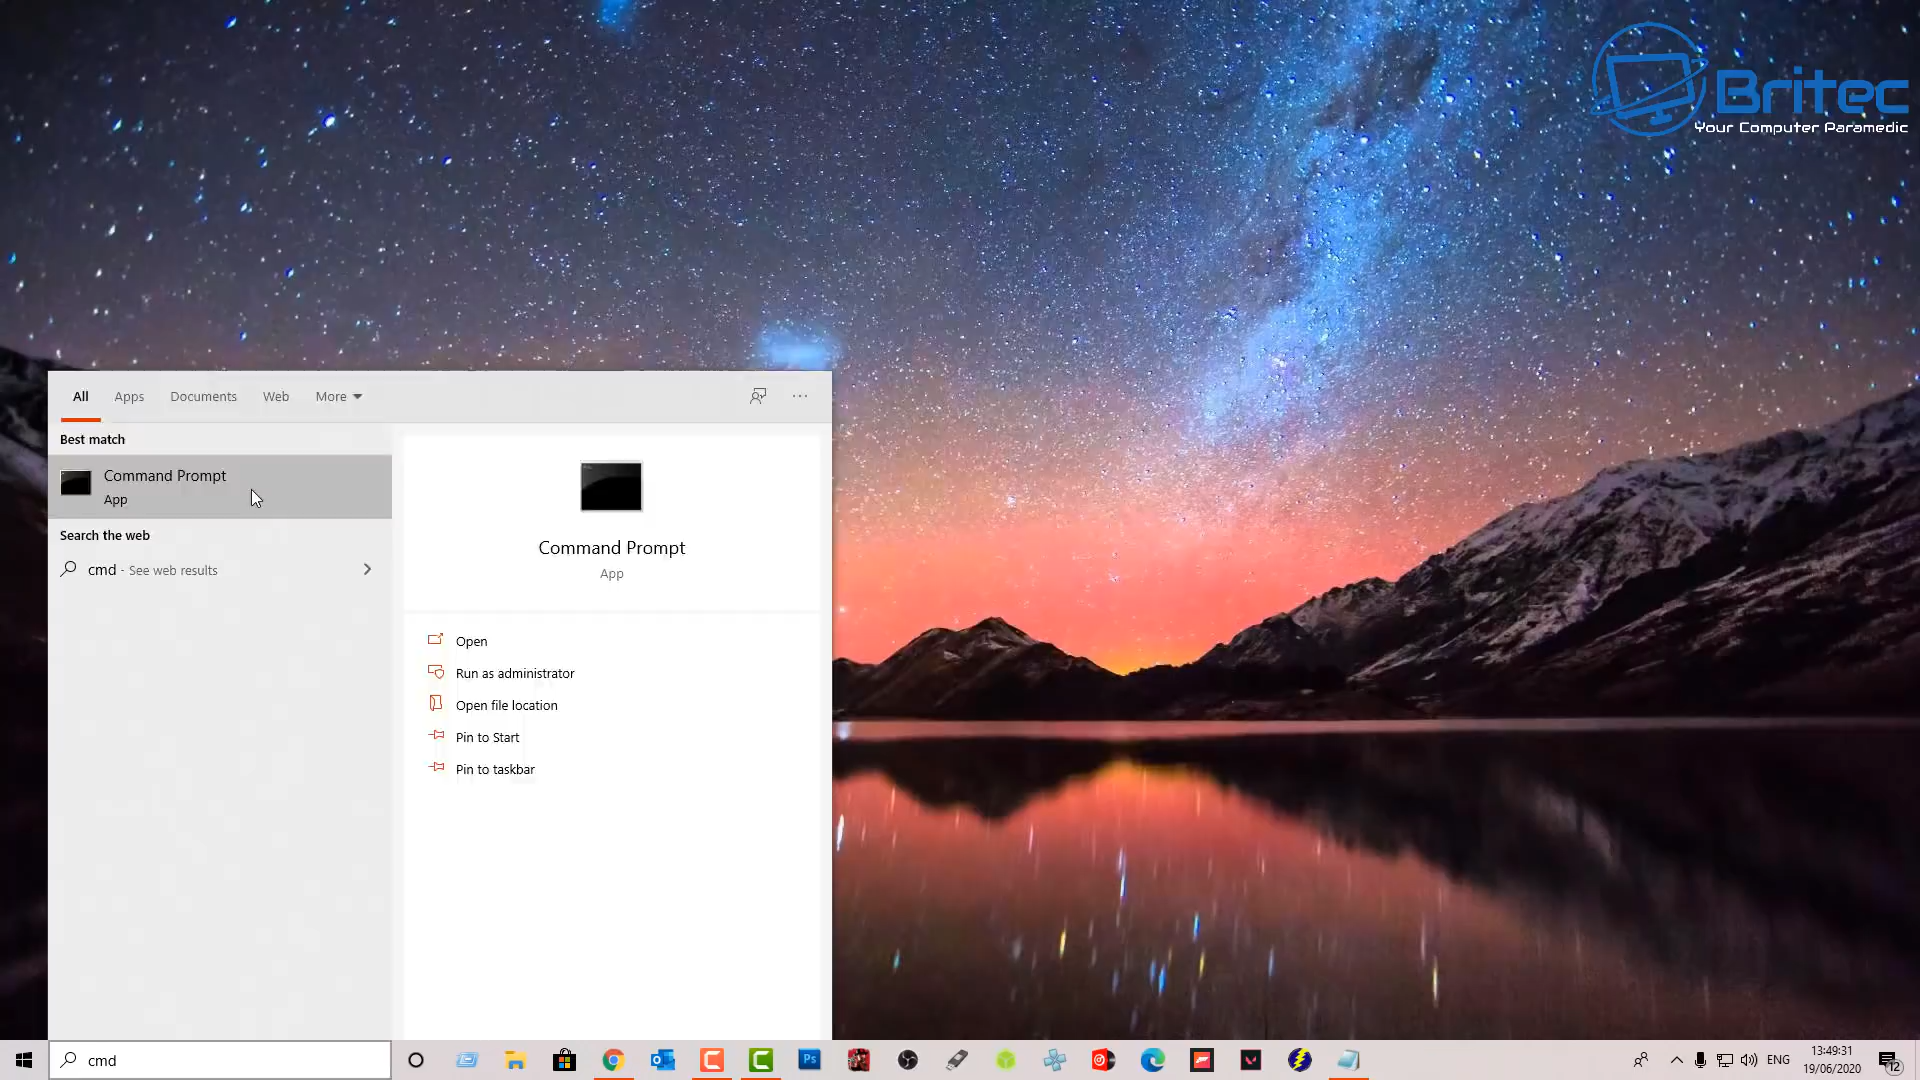 Britec
Your Computer Paramedic
All Apps Documents Web More
Best match
Command Prompt
App
Search the web
cmd - See web results
Command Prompt
App
Open
Run as administrator
Open file location
Pin to Start
Pin to taskbar
cmd
Ps
ENG
13:49:31
19/06/2020
12